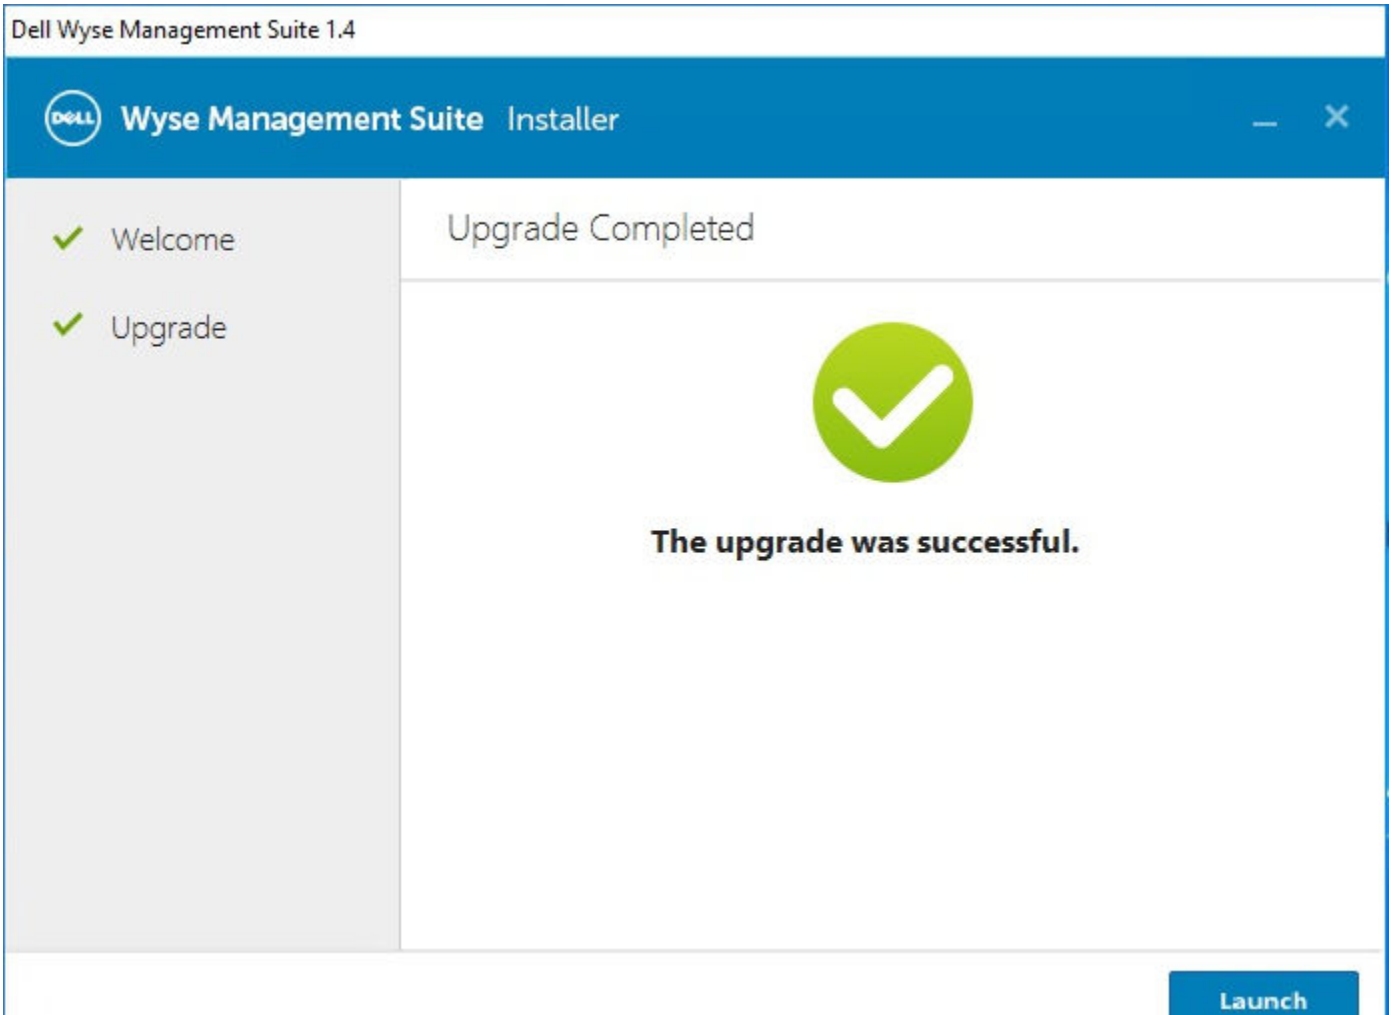 Dell Wyse Management Suite 1.4
DELL Wyse Management Suite Installer
Welcome
Upgrade
Upgrade Completed
The upgrade was successful.
Launch